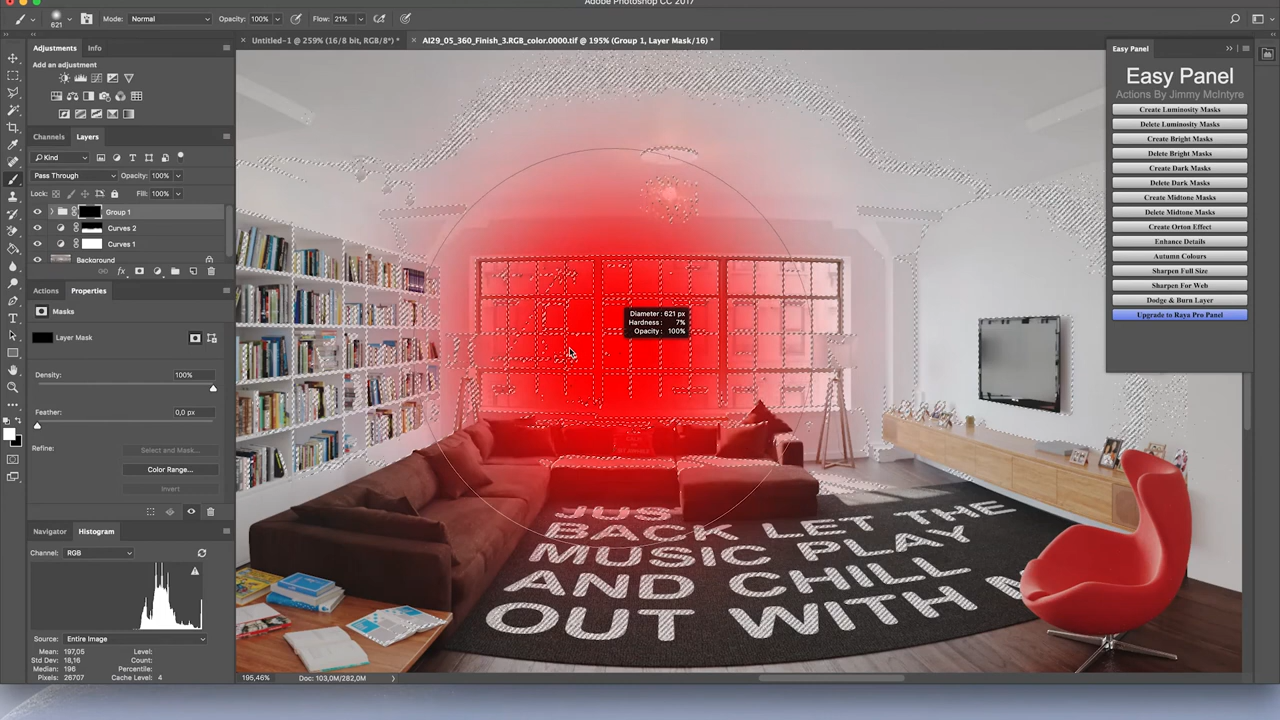 Adobe Photoshop CC 2017
621
Mode: Normal
Opacity: 100%
Flow: 21%
Untitled-1 @ 259% (16/8 bit, RGB/8*) *
AI29_05_360_Finish_3.RGB_color.0000.tif @ 195% (Group 1, Layer Mask/16) *
Adjustments
Info
Add an adjustment
Channels
Layers
Kind
Pass Through
Opacity: 100%
Lock:
Fill: 100%
Group 1
Curves 2
Curves 1
Background
fx
Actions
Properties
Masks
Layer Mask
Density: 100%
Feather: 0,0 px
Refine:
Select and Mask...
Color Range...
Invert
Navigator
Histogram
Channel: RGB
Source: Entire Image
Mean: 197,05
Std Dev: 18,16
Median: 196
Pixels: 26707
Level:
Count:
Percentile:
Cache Level: 4
Diameter: 621 px
Hardness: 7%
Opacity: 100%
JUS
BACK LET THE
MUSIC PLAY
AND CHILL
OUT WITH
195,46%
Doc: 103,0M/282,0M
Easy Panel
Easy Panel
Actions By Jimmy McIntyre
Create Luminosity Masks
Delete Luminosity Masks
Create Bright Masks
Delete Bright Masks
Create Dark Masks
Delete Dark Masks
Create Midtone Masks
Delete Midtone Masks
Create Orton Effect
Enhance Details
Autumn Colours
Sharpen Full Size
Sharpen For Web
Dodge & Burn Layer
Upgrade to Raya Pro Panel